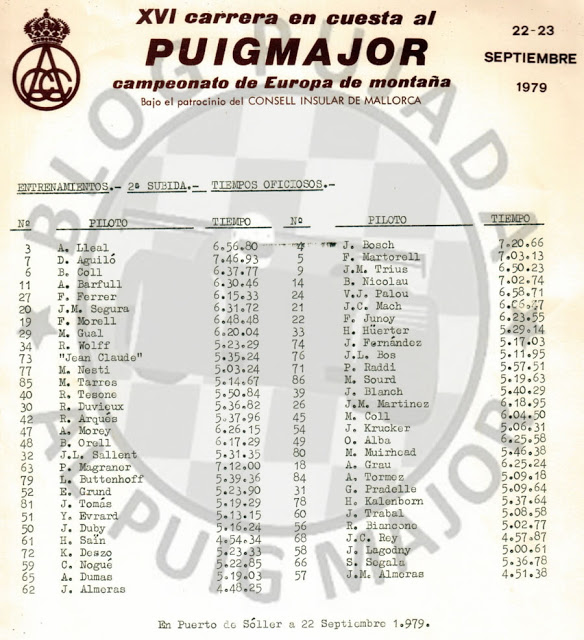 XVI carrera en cuesta al
PUIGMAJOR
campeonato de Europa de montaña
Bajo el patrocinio del CONSELL INSULAR DE MALLORCA
22-23
SEPTIEMBRE
1979
ENTRENAMIENTOS.- 2ª SUBIDA.- TIEMPOS OFICIOSOS.-
Nº PILOTO TIEMPO Nº PILOTO TIEMPO
3 A. Lleal 6.56.80 4 J. Bosch 7.20.66
7 D. Aguiló 7.46.93 5 F. Martorell 7.03.13
6 B. Coll 6.37.77 9 J.M. Trius 6.50.23
11 A. Barfull 6.30.46 14 B. Nicolau 7.02.74
27 F. Ferrer 6.15.33 24 V.J. Palou 6.58.71
20 J.M. Segura 6.31.72 21 J.C. Mach
19 F. Morell 6.48.48 22 F. Junoy 6.23.55
29 M. Gual 6.20.04 33 H. Hüerter 5.29.14
34 R. Wolff 5.23.29 74 J. Fernández 5.17.03
73 "Jean Claude" 5.35.24 76 J.L. Bos 5.11.95
77 M. Nesti 5.03.24 71 P. Raddi 5.57.51
85 M. Tarres 5.14.67 86 M. Sourd 5.19.63
40 R. Tesone 5.50.84 39 J. Blanch 5.40.29
30 R. Duvieux 5.36.82 26 J.M. Martinez 6.18.95
42 R. Arqués 5.37.96 45 M. Coll 6.04.50
47 A. Morey 6.26.15 54 J. Krucker 5.06.31
48 B. Orell 6.17.29 49 O. Alba 6.25.58
32 J.L. Sallent 5.31.35 80 M. Muirhead 5.46.38
63 P. Magraner 7.12.00 18 A. Grau 6.25.24
79 L. Buttenhoff 5.39.36 84 A. Tormez 5.09.18
52 E. Grund 5.23.90 31 G. Pradelle 5.09.64
81 J. Tomás 5.19.29 78 H. Kalenborn 5.37.64
51 Y. Evrard 5.13.15 60 J. Trabal 5.08.58
50 J. Duby 5.16.24 56 R. Biancone 5.02.77
61 H. Saïn 4.54.34 68 J.C. Rey 4.57.87
72 K. Deszo 5.23.33 58 J. Lagodny 5.00.61
59 C. Nogué 5.22.85 66 S. Segala 5.36.78
65 A. Dumas 5.19.03 57 J.M. Almeras 4.51.38
62 J. Almeras 4.48.25
En Puerto de Sóller a 22 Septiembre 1.979.
BLOG PUJADA AL PUIG MAJOR